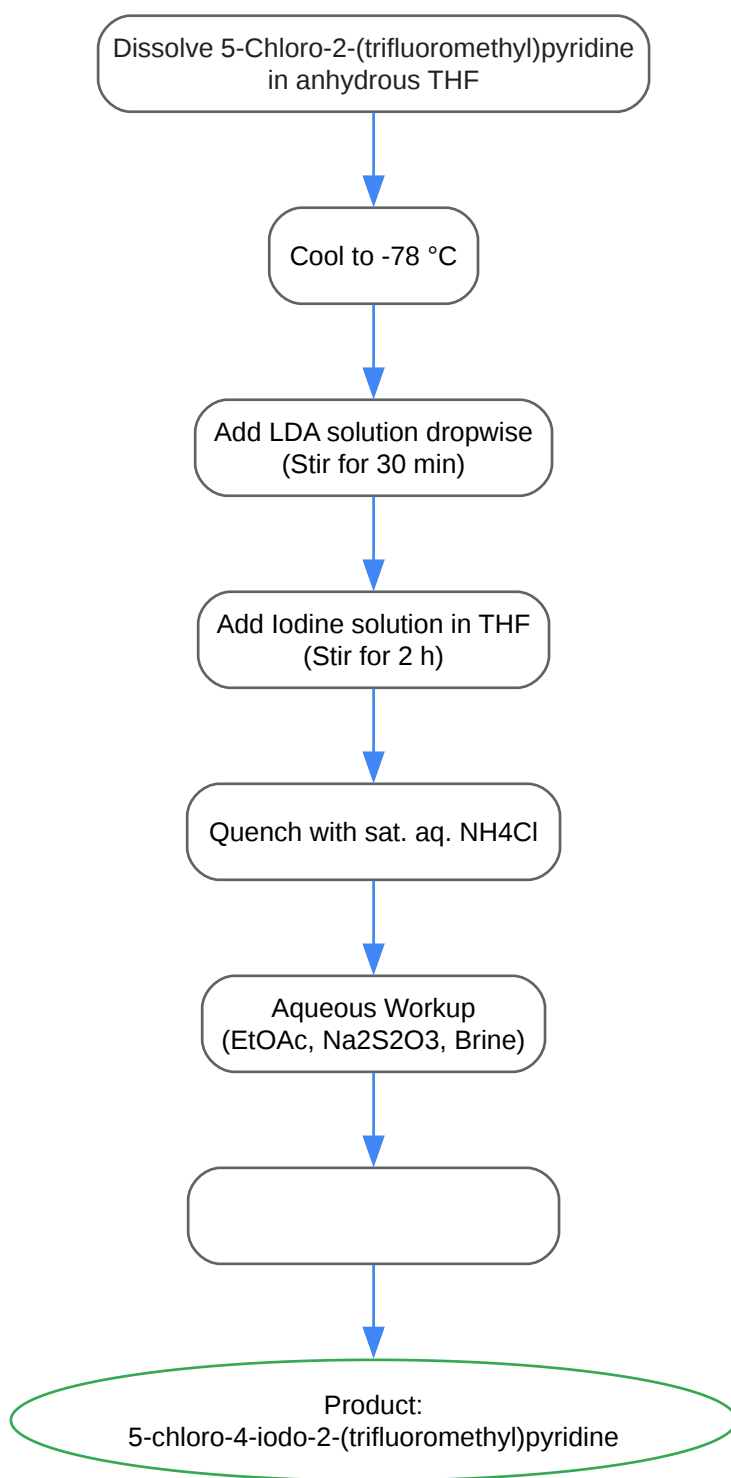 Dissolve 5-Chloro-2-(trifluoromethyl)pyridine
in anhydrous THF
Cool to -78 °C
Add LDA solution dropwise
(Stir for 30 min)
Add Iodine solution in THF
(Stir for 2 h)
Quench with sat. aq. NH4Cl
Aqueous Workup
(EtOAc, Na2S2O3, Brine)
Product:
5-chloro-4-iodo-2-(trifluoromethyl)pyridine